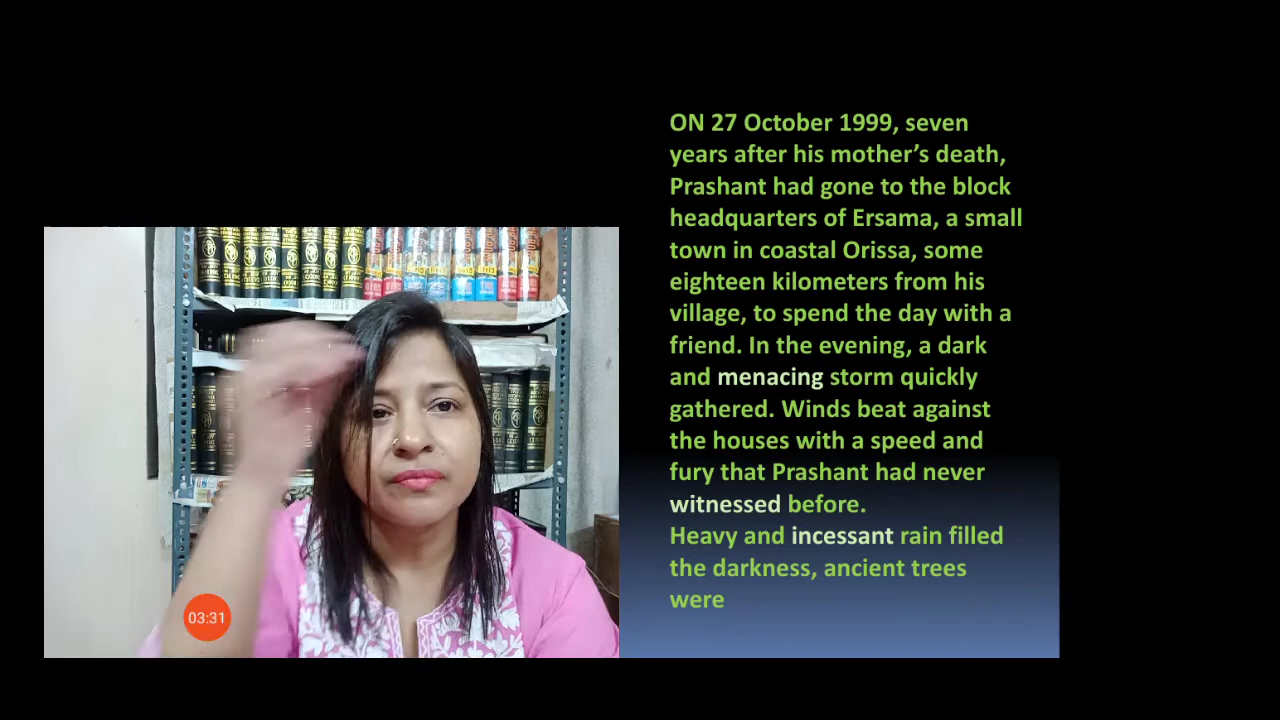 ON 27 October 1999, seven
years after his mother’s death,
Prashant had gone to the block
headquarters of Ersama, a small
town in coastal Orissa, some
eighteen kilometers from his
village, to spend the day with a
friend. In the evening, a dark
and menacing storm quickly
gathered. Winds beat against
the houses with a speed and
fury that Prashant had never
witnessed before.
Heavy and incessant rain filled
the darkness, ancient trees
were
03:31